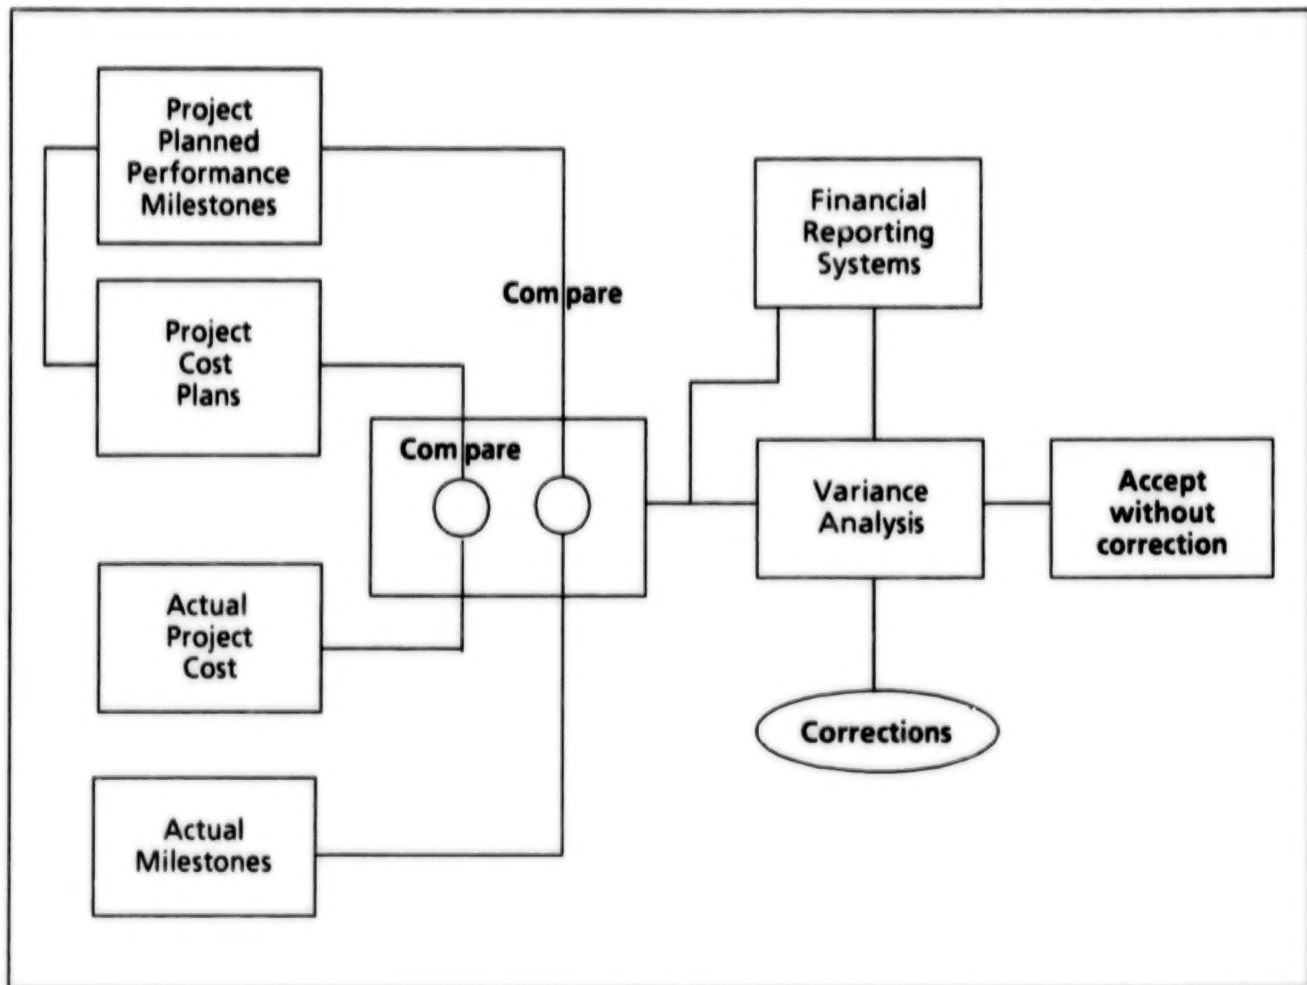 Project
Planned
Performance
Milestones
Project
Cost
Plans
Actual
Project
Cost
Actual
Milestones
Compare
Compare
Financial
Reporting
Systems
Variance
Analysis
Accept
without
correction
Corrections